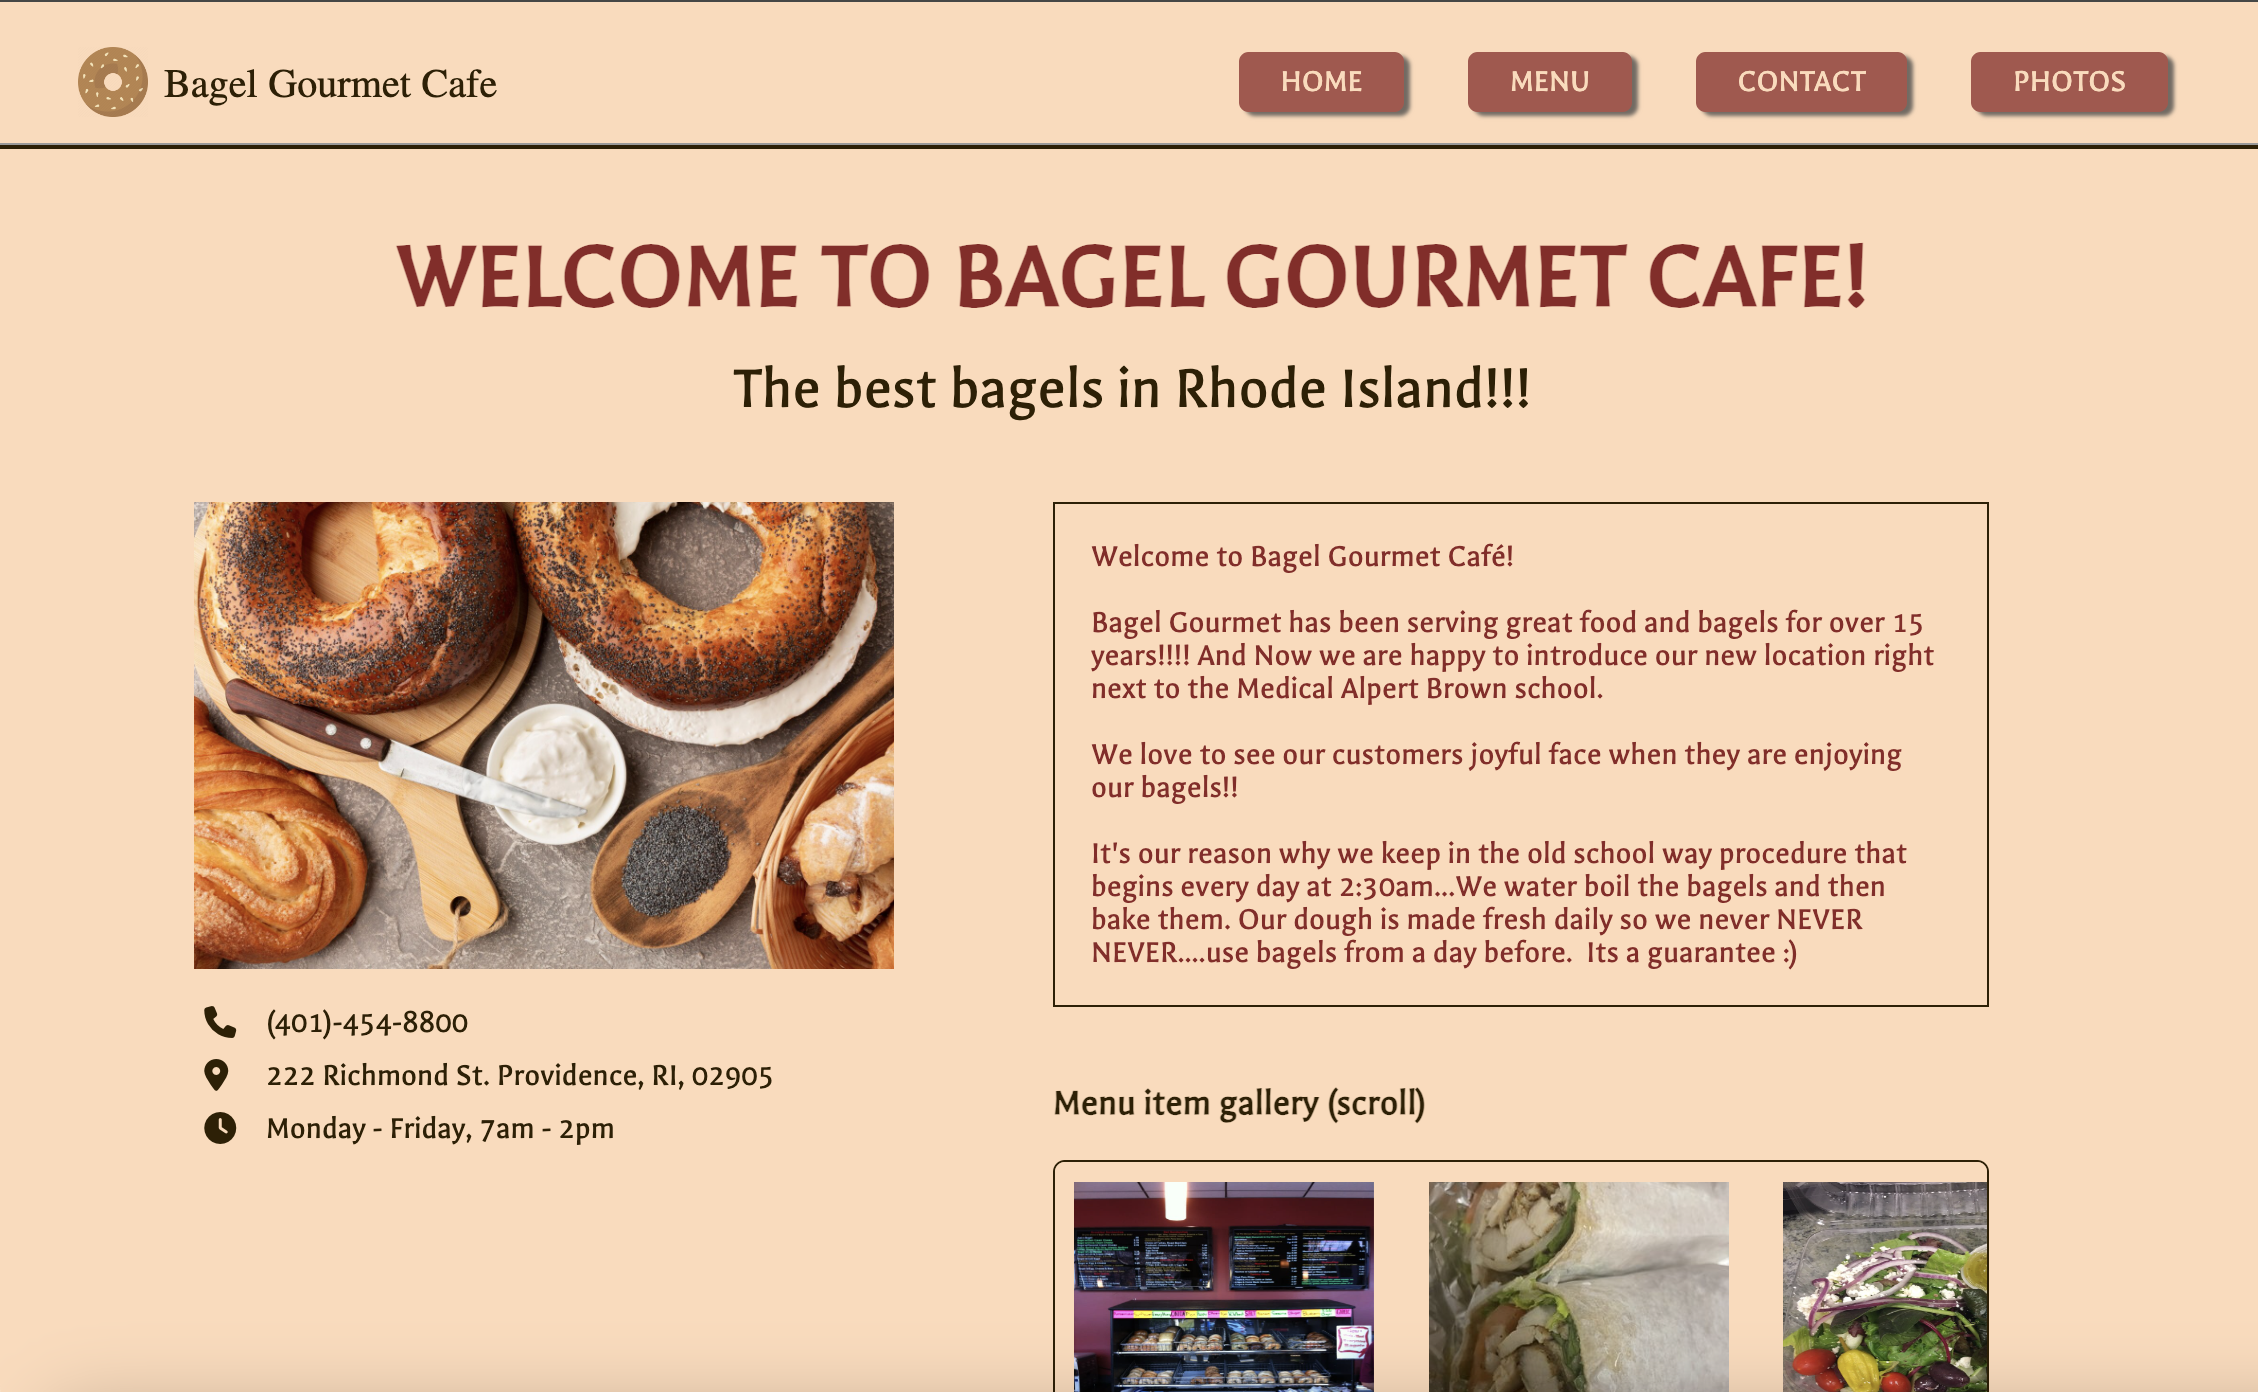 Bagel Gourmet Cafe
HOME
MENU
CONTACT
PHOTOS
WELCOME TO BAGEL GOURMET CAFE!
The best bagels in Rhode Island!!!
Welcome to Bagel Gourmet Café!
Bagel Gourmet has been serving great food and bagels for over 15
years!!!! And Now we are happy to introduce our new location right
next to the Medical Alpert Brown school.
We love to see our customers joyful face when they are enjoying
our bagels!!
It's our reason why we keep in the old school way procedure that
begins every day at 2:30am...We water boil the bagels and then
bake them. Our dough is made fresh daily so we never NEVER
NEVER....use bagels from a day before.  Its a guarantee :)
(401)-454-8800
222 Richmond St. Providence, RI, 02905
Monday - Friday, 7am - 2pm
Menu item gallery (scroll)